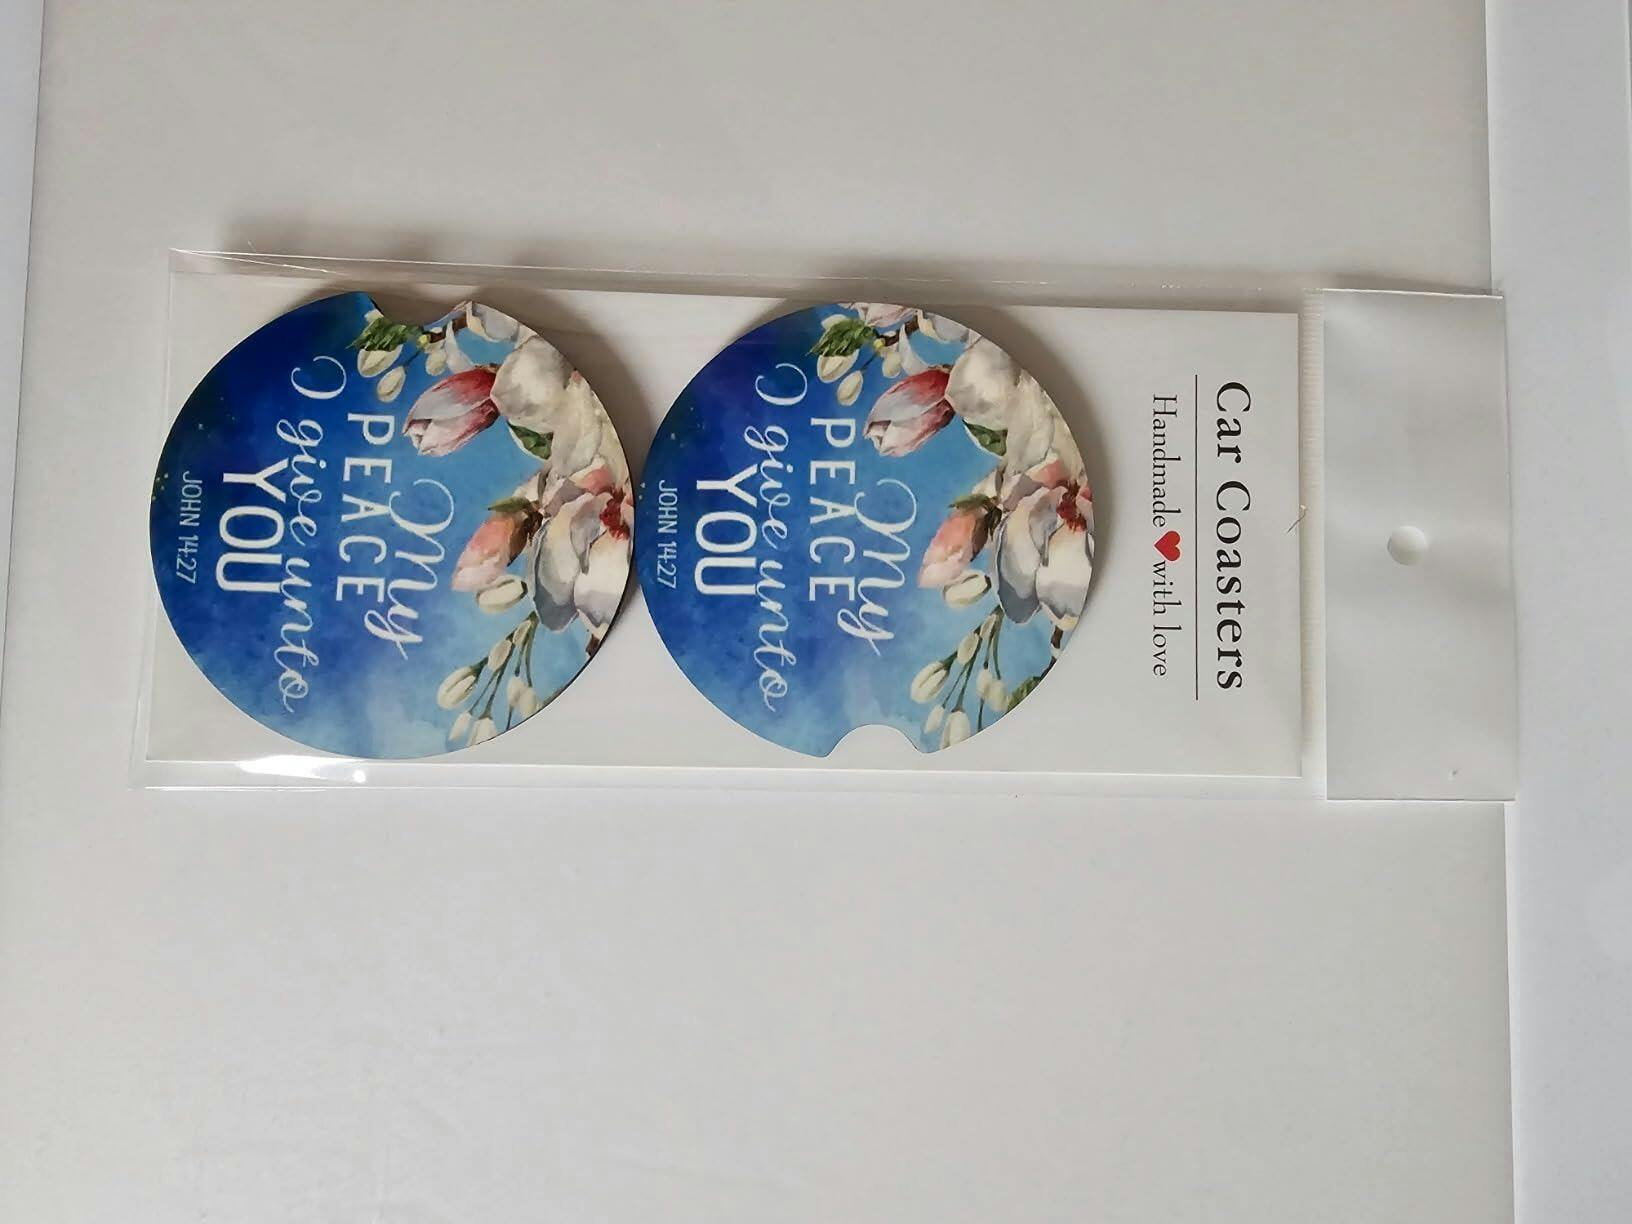 Car Coasters
Handmade ❤ with love
My
PEACE
I give unto
YOU
JOHN 14:27
My
PEACE
I give unto
YOU
JOHN 14:27